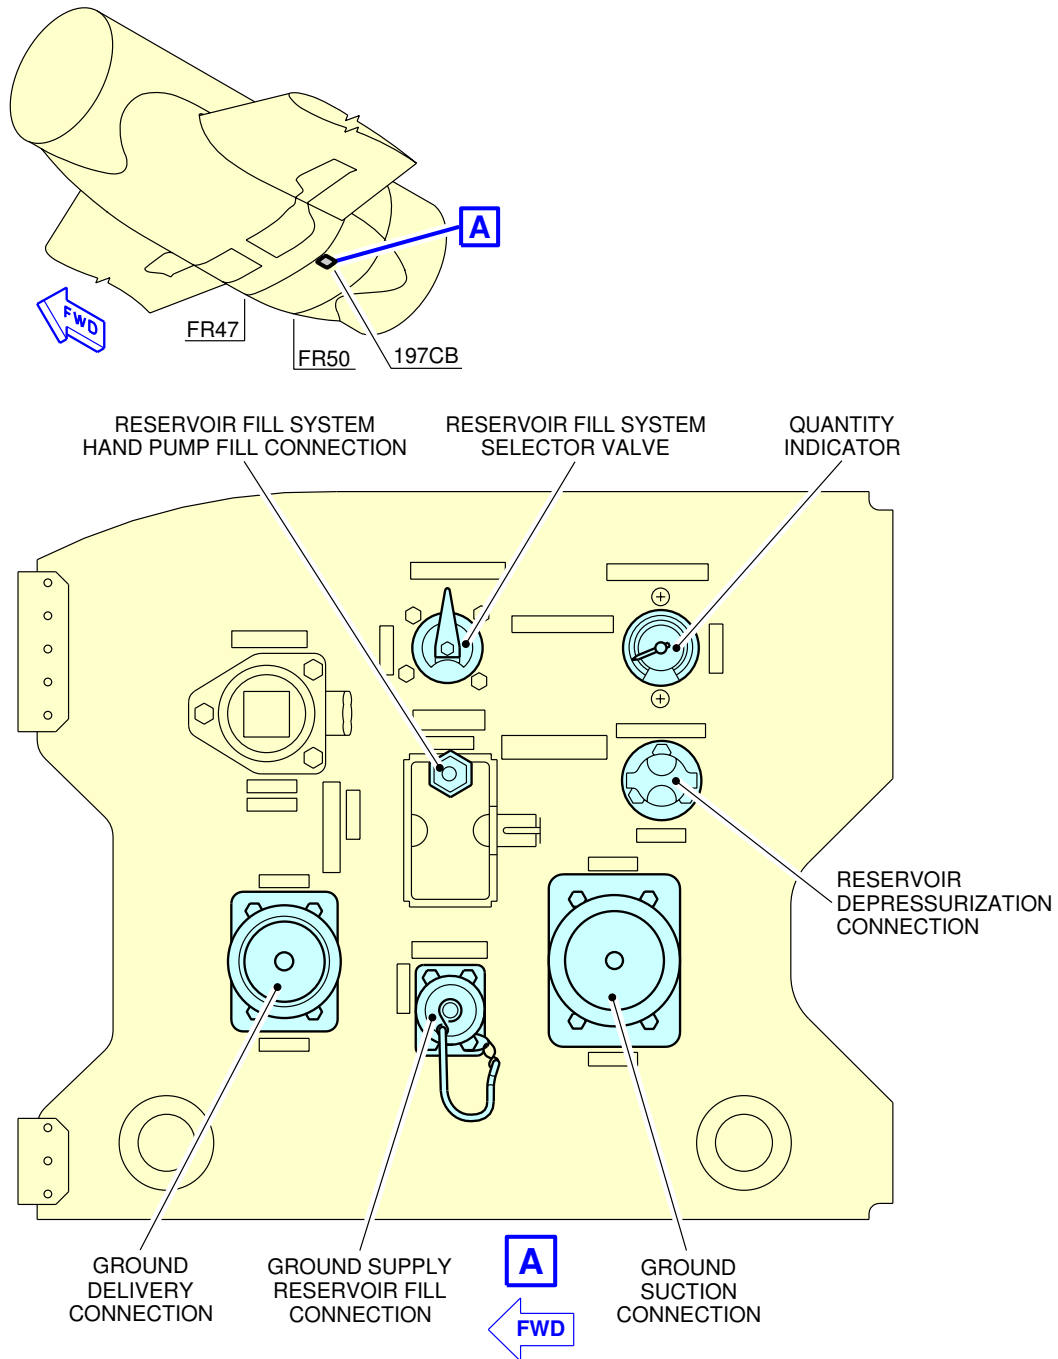 A
FWD
FR47
FR50
197CB
RESERVOIR FILL SYSTEM
HAND PUMP FILL CONNECTION
RESERVOIR FILL SYSTEM
SELECTOR VALVE
QUANTITY
INDICATOR
RESERVOIR
DEPRESSURIZATION
CONNECTION
GROUND
DELIVERY
CONNECTION
GROUND SUPPLY
RESERVOIR FILL
CONNECTION
A
FWD
GROUND
SUCTION
CONNECTION